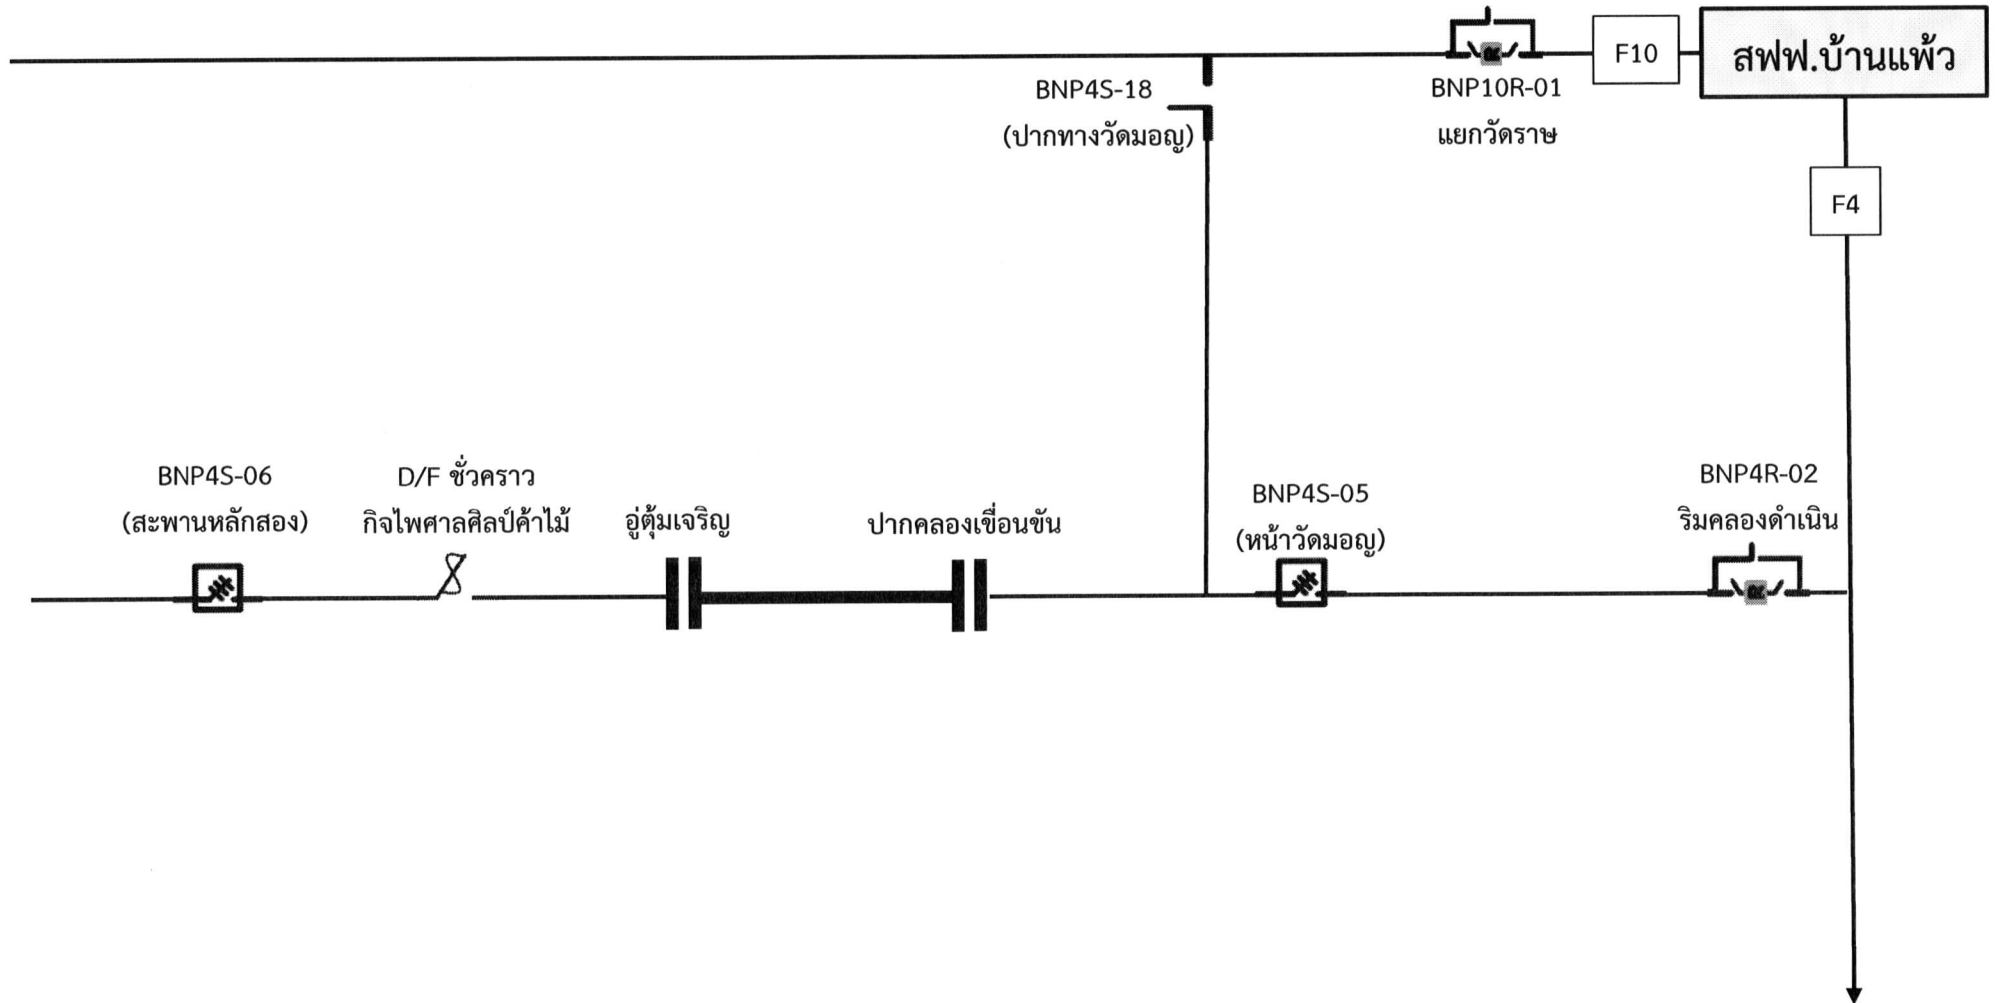 F10
สฟฟ.บ้านแพ้ว
BNP4S-18
(ปากทางวัดมอญ)
BNP10R-01
แยกวัดราษ
F4
BNP4S-06
(สะพานหลักสอง)
D/F ชั่วคราว
กิจไพศาลศิลป์ค้าไม้
อู่ตุ้มเจริญ
ปากคลองเขื่อนขัน
BNP4S-05
(หน้าวัดมอญ)
BNP4R-02
ริมคลองดำเนิน
R
R